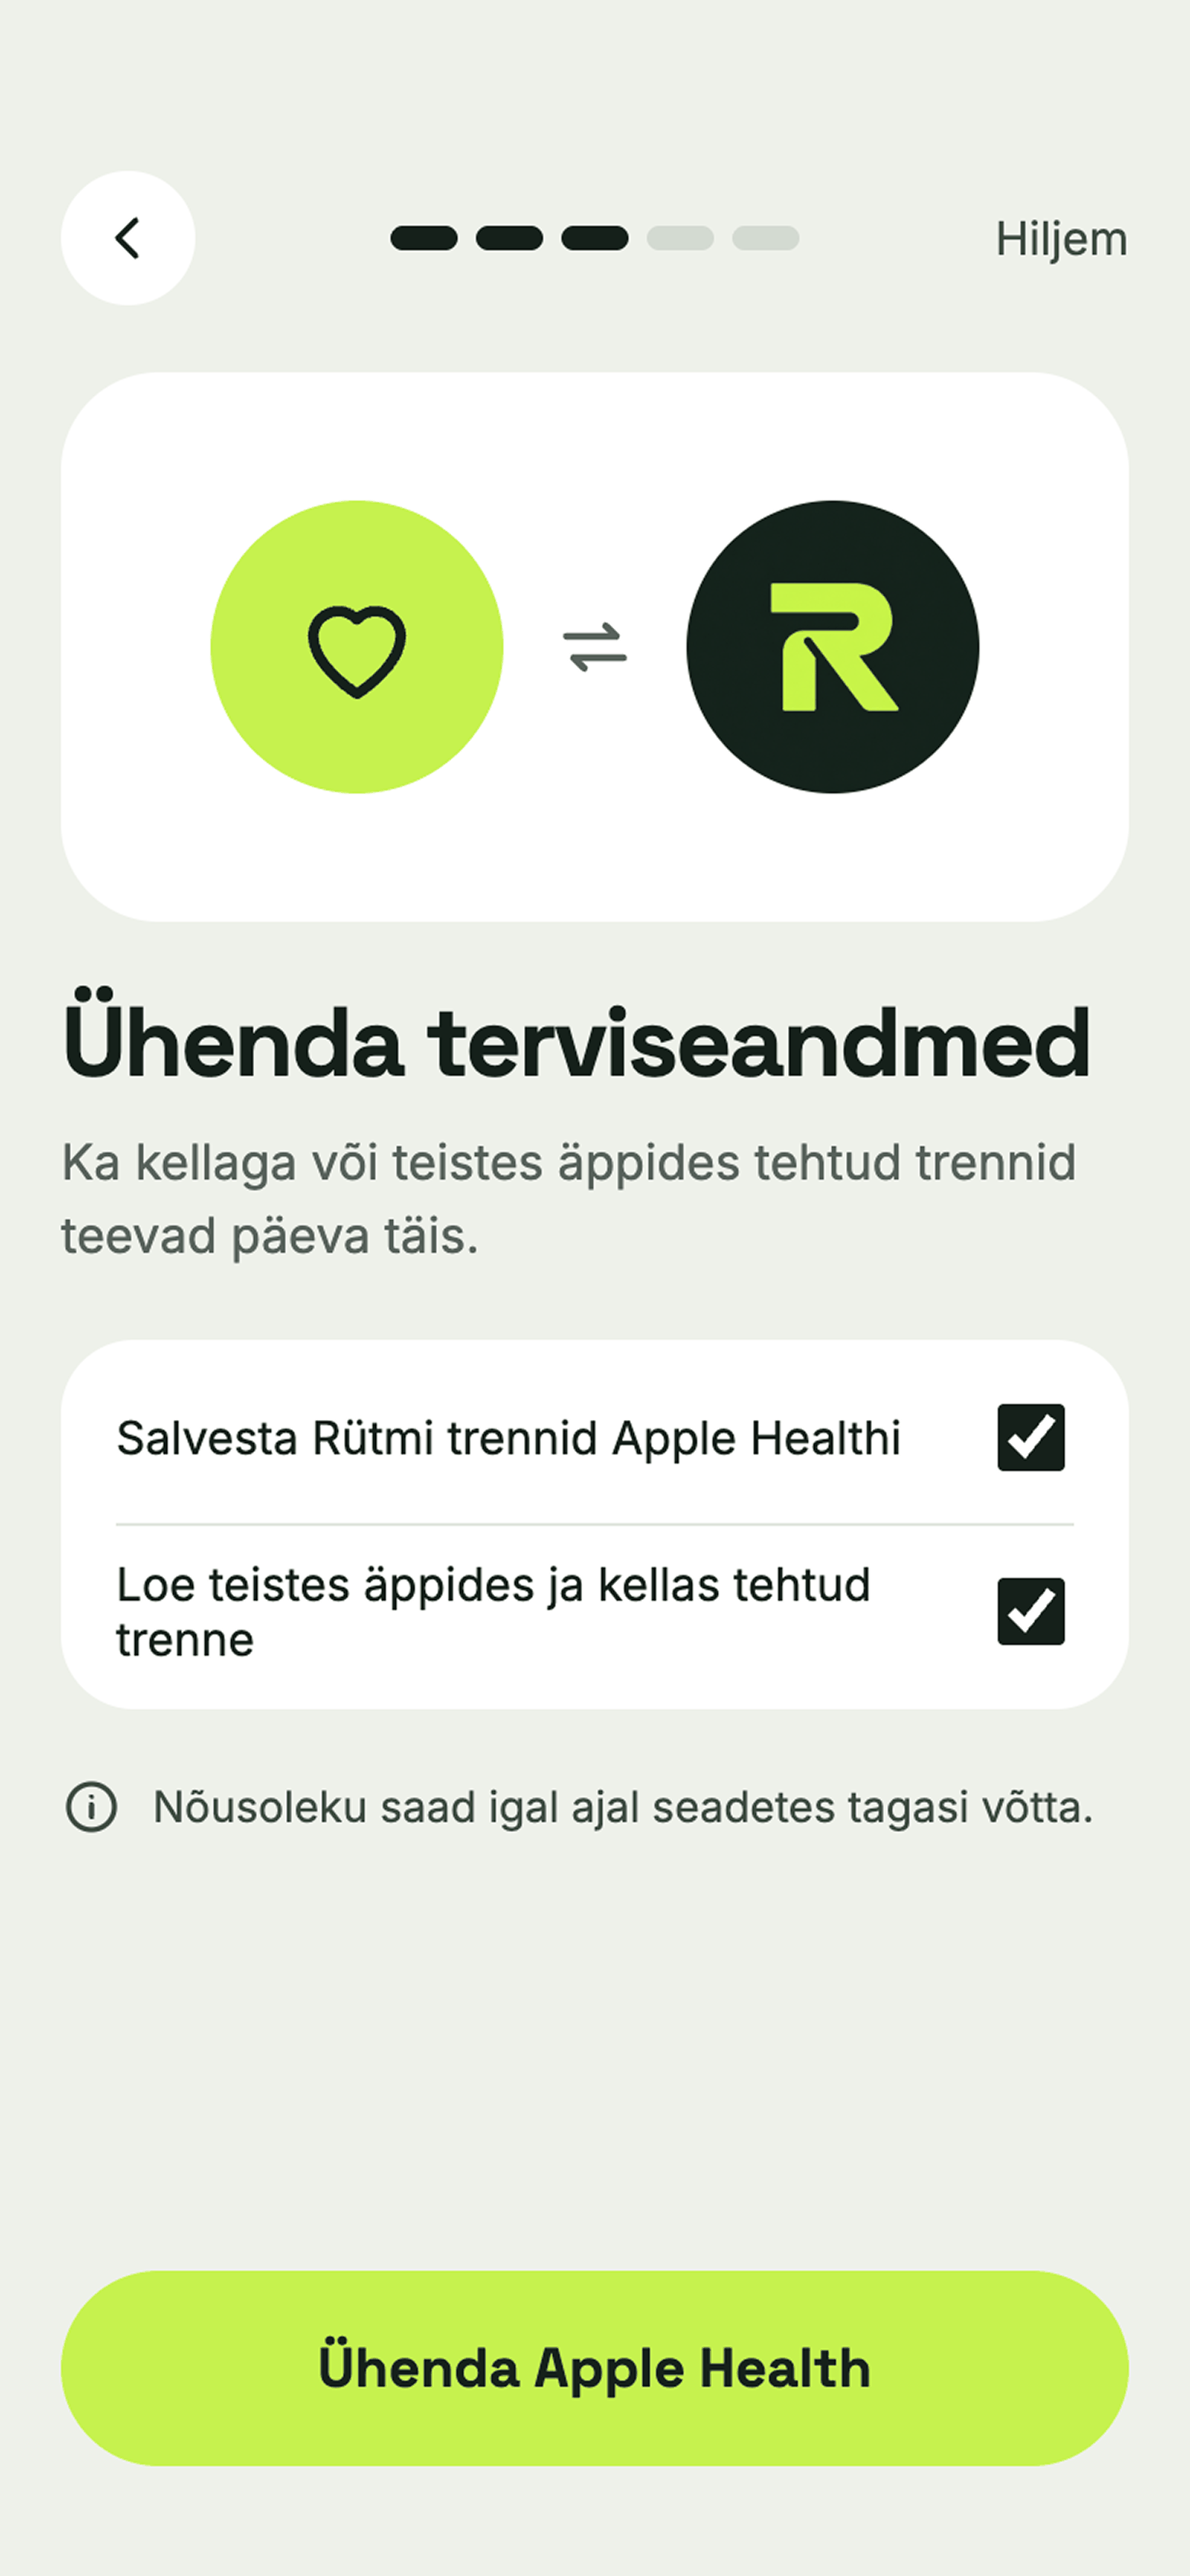 Hiljem
R
Ühenda terviseandmed
Ka kellaga või teistes äppides tehtud trennid
teevad päeva täis.
Salvesta Rütmi trennid Apple Healthi
Loe teistes äppides ja kellas tehtud
trenne
Nõusoleku saad igal ajal seadetes tagasi võtta.
Ühenda Apple Health